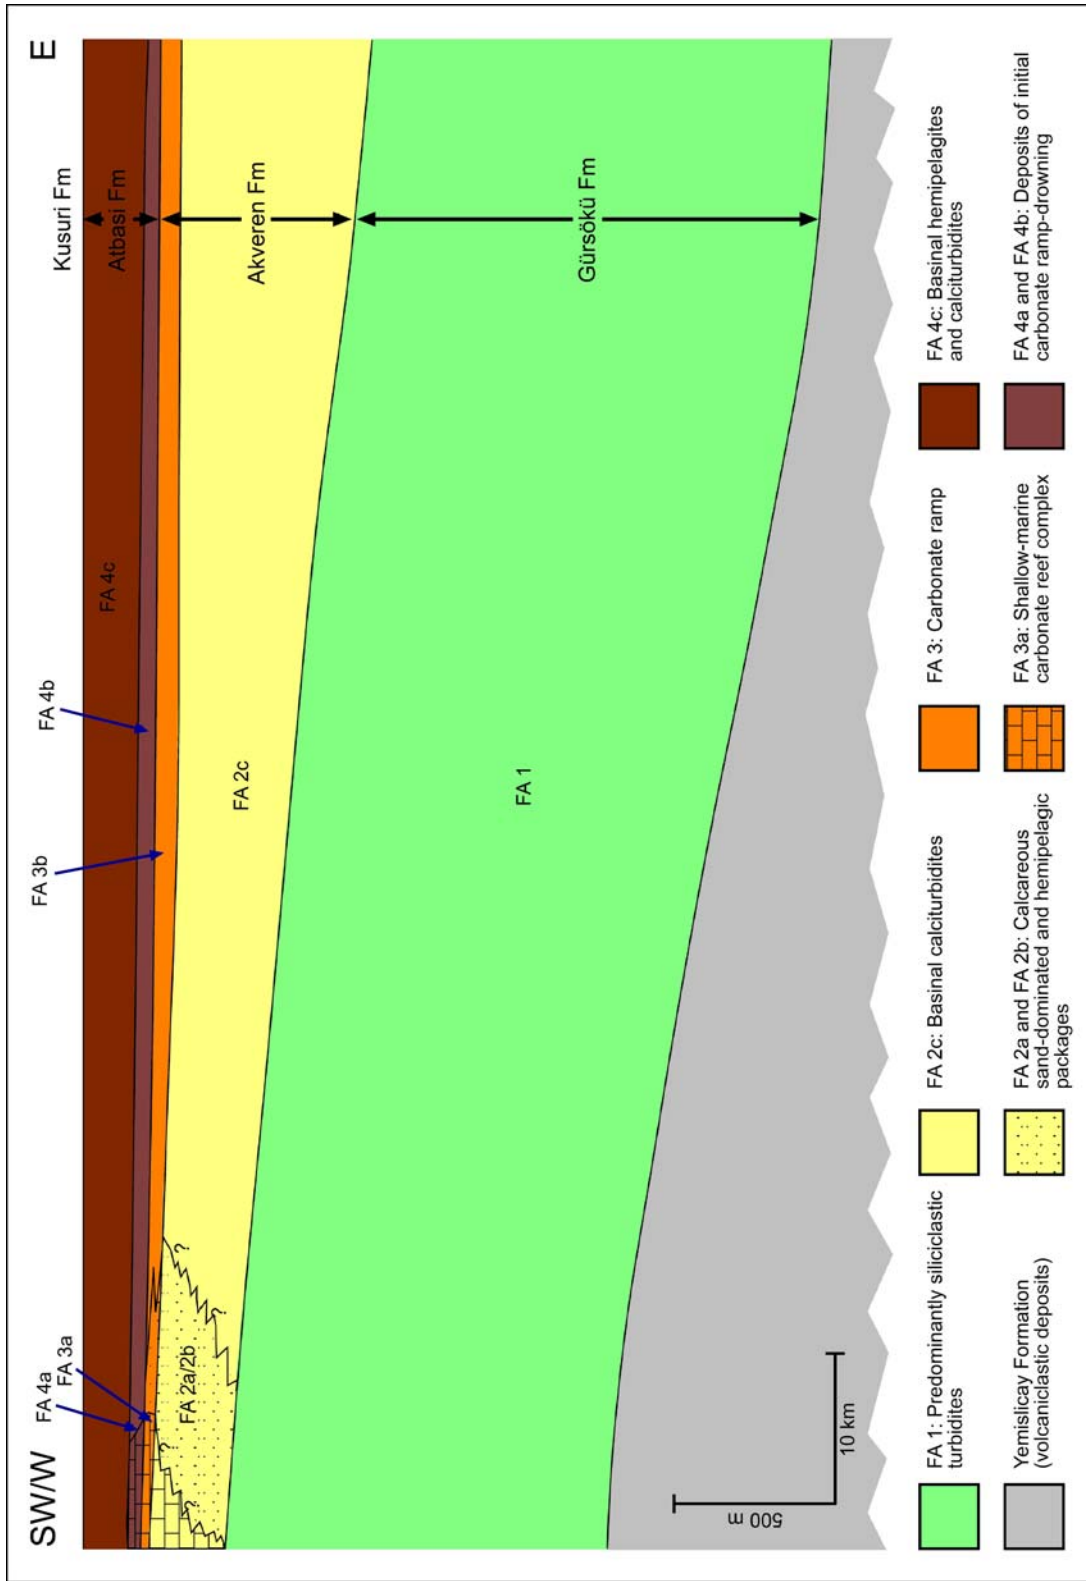 SW/W
E
Kusuri Fm
FA 4a
FA 3a
FA 3b
FA 4b
FA 4c
Atbasi Fm
Akveren Fm
FA 2a/2b
?
?
?
?
FA 2c
FA 1
Gürsökü Fm
500 m
10 km
FA 1: Predominantly siliciclastic
turbidites
FA 2c: Basinal calciturbidites
FA 3: Carbonate ramp
FA 4c: Basinal hemipelagites
and calciturbidites
Yemislicay Formation
(volcaniclastic deposits)
FA 2a and FA 2b: Calcareous
sand-dominated and hemipelagic
packages
FA 3a: Shallow-marine
carbonate reef complex
FA 4a and FA 4b: Deposits of initial
carbonate ramp-drowning